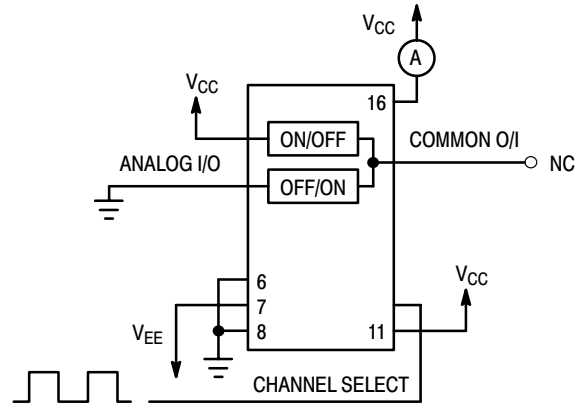 VCC
A
VCC
16
ON/OFF
COMMON O/I
ANALOG I/O
OFF/ON
NC
6
VCC
7
VEE
8
11
CHANNEL SELECT